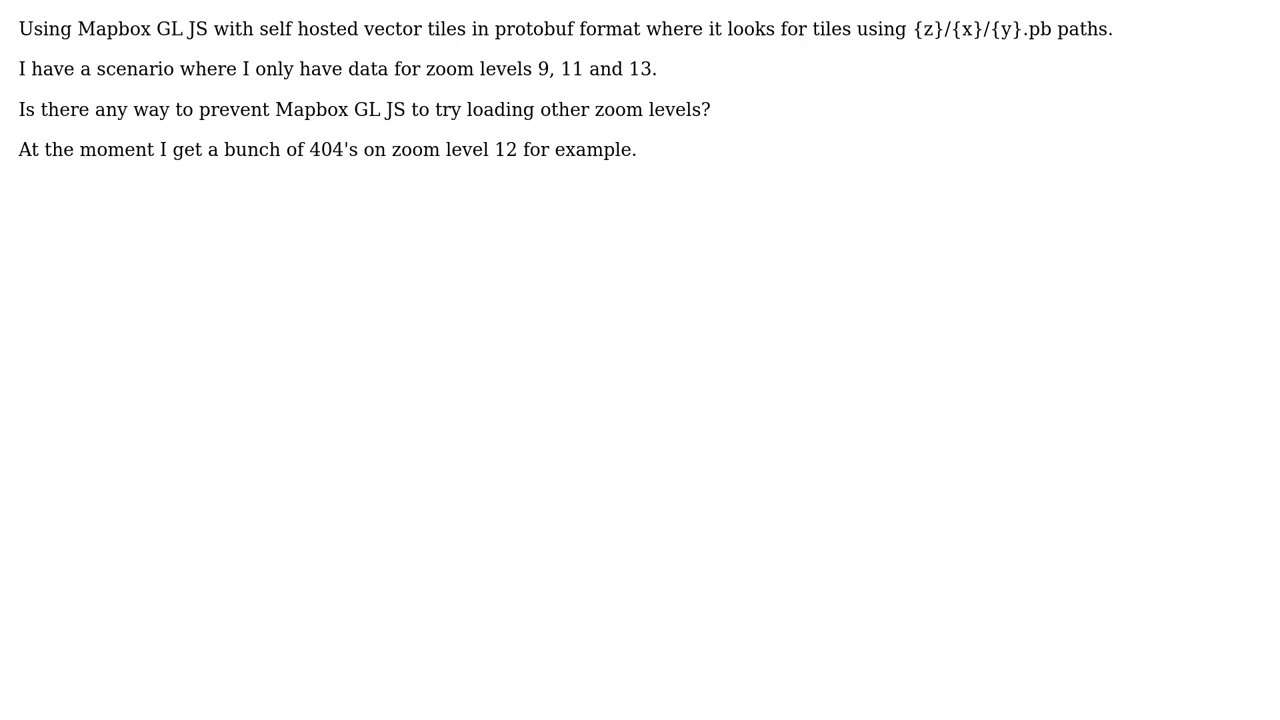 Using Mapbox GL JS with self hosted vector tiles in protobuf format where it looks for tiles using {z}/{x}/{y}.pb paths.
I have a scenario where I only have data for zoom levels 9, 11 and 13.
Is there any way to prevent Mapbox GL JS to try loading other zoom levels?
At the moment I get a bunch of 404's on zoom level 12 for example.